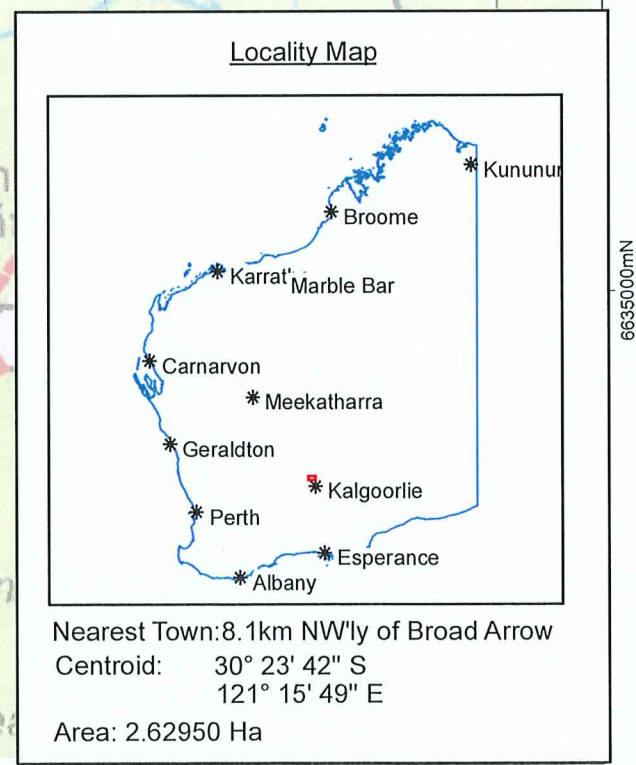 Locality Map
Kununur
Broome
Karrat'
Marble Bar
Carnarvon
Meekatharra
Geraldton
Kalgoorlie
Perth
Esperance
Albany
Nearest Town:8.1km NW'ly of Broad Arrow
Centroid: 30° 23' 42" S
121° 15' 49" E
Area: 2.62950 Ha
6635000mN